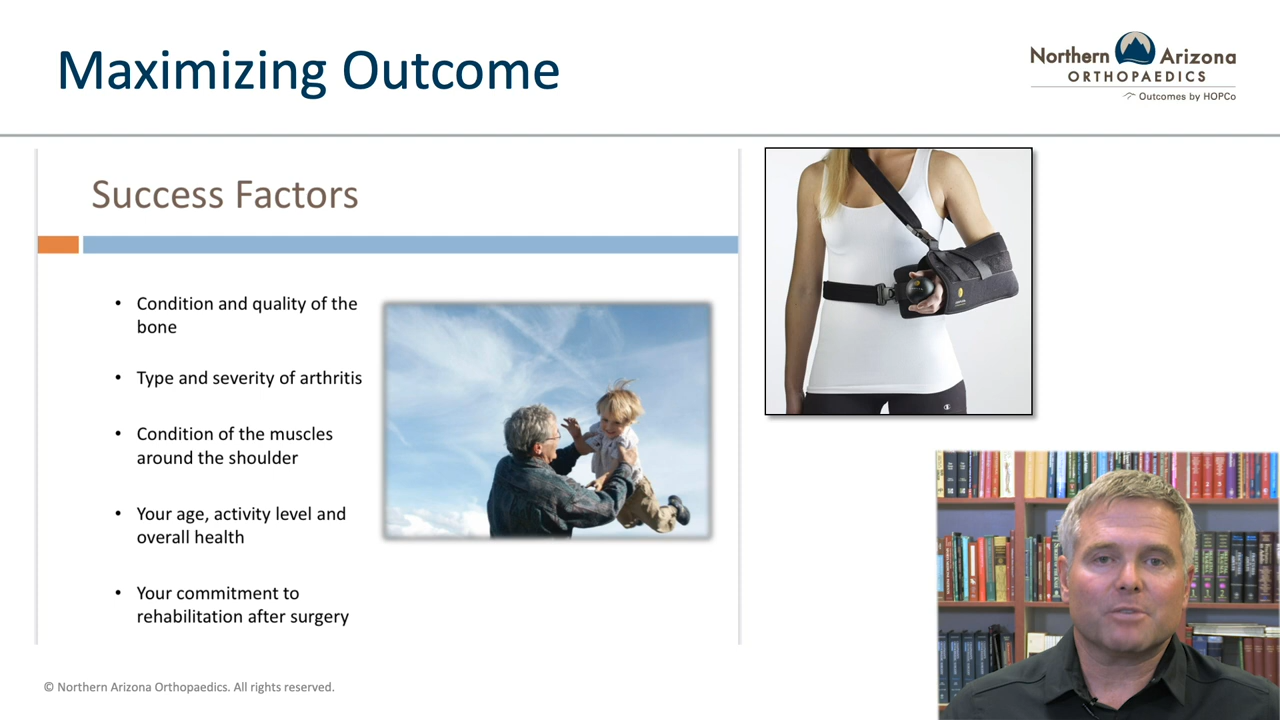 Maximizing Outcome
Northern Arizona
ORTHOPAEDICS
Outcomes by HOPCo
Success Factors
• Condition and quality of the
bone
• Type and severity of arthritis
• Condition of the muscles
around the shoulder
• Your age, activity level and
overall health
• Your commitment to
rehabilitation after surgery
© Northern Arizona Orthopaedics. All rights reserved.